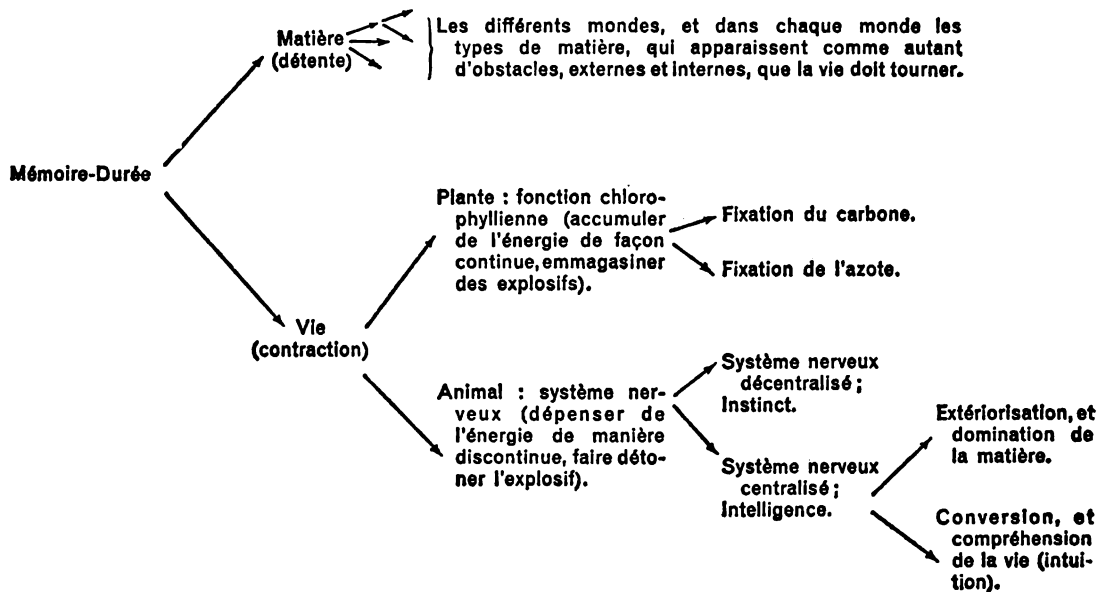 Matière
(détente)
Les différents mondes, et dans chaque monde les
types de matière, qui apparaissent comme autant
d'obstacles, externes et internes, que la vie doit tourner.
Mémoire-Durée
Plante : fonction chloro-
phyllienne (accumuler
de l'énergie de façon
continue, emmagasiner
des explosifs).
Fixation du carbone.
Fixation de l'azote.
Vie
(contraction)
Animal : système ner-
veux (dépenser de
l'énergie de manière
discontinue, faire déto-
ner l'explosif).
Système nerveux
décentralisé ;
Instinct.
Système nerveux
centralisé ;
Intelligence.
Extériorisation, et
domination de
la matière.
Conversion, et
compréhension
de la vie (intui-
tion).